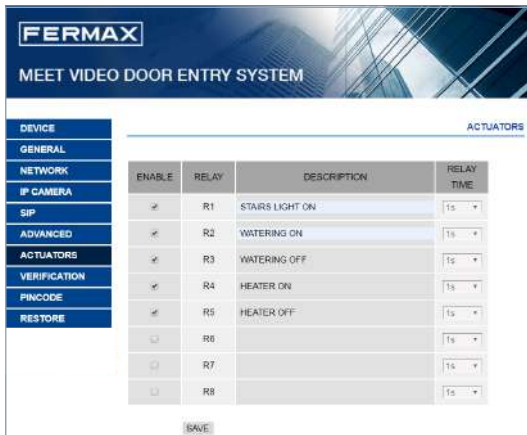 FERMAX
MEET VIDEO DOOR ENTRY SYSTEM
ACTUATORS
DEVICE
GENERAL
NETWORK
IP CAMERA
SIP
ADVANCED
ACTUATORS
VERIFICATION
PINCODE
RESTORE
ENABLE RELAY DESCRIPTION RELAY TIME
R1 STAIRS LIGHT ON 1s
R2 WATERING ON 1s
R3 WATERING OFF 1s
R4 HEATER ON 1s
R5 HEATER OFF 1s
R6 1s
R7 1s
R8 1s
SAVE